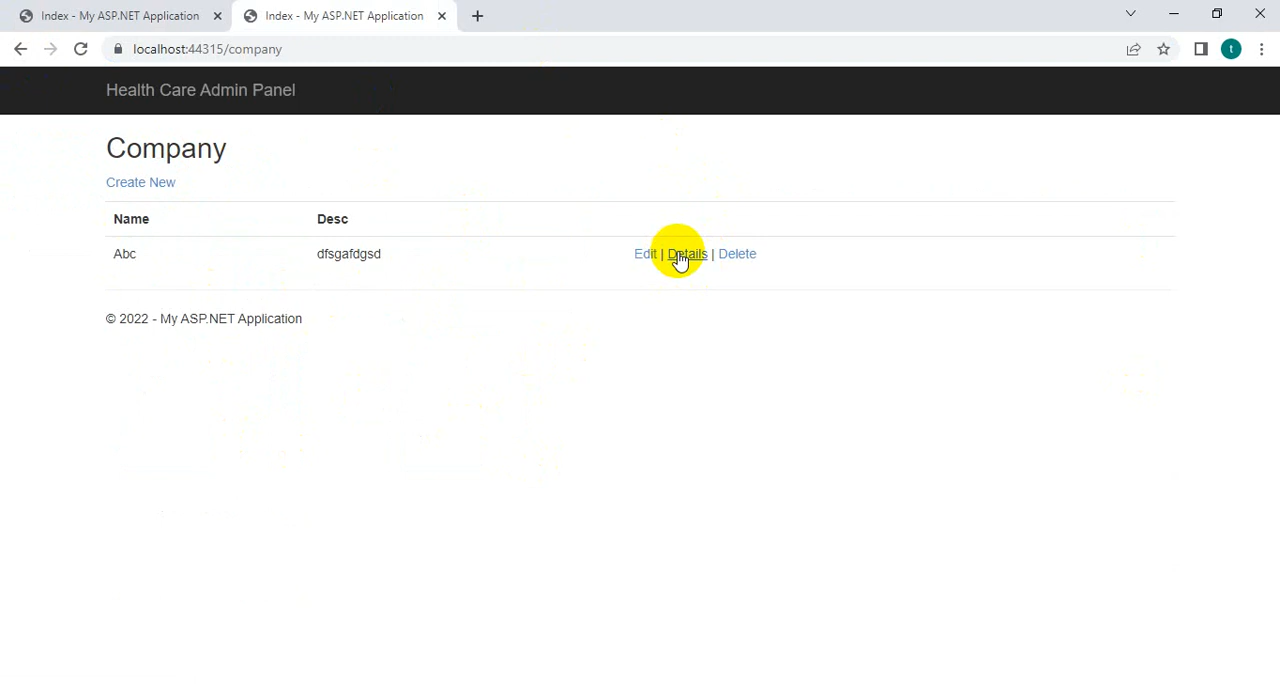 Index - My ASP.NET Application
Index - My ASP.NET Application
localhost:44315/company
t
Health Care Admin Panel
Company
Create New
Name Desc
Abc dfsgafdgsd Edit | Details | Delete
© 2022 - My ASP.NET Application